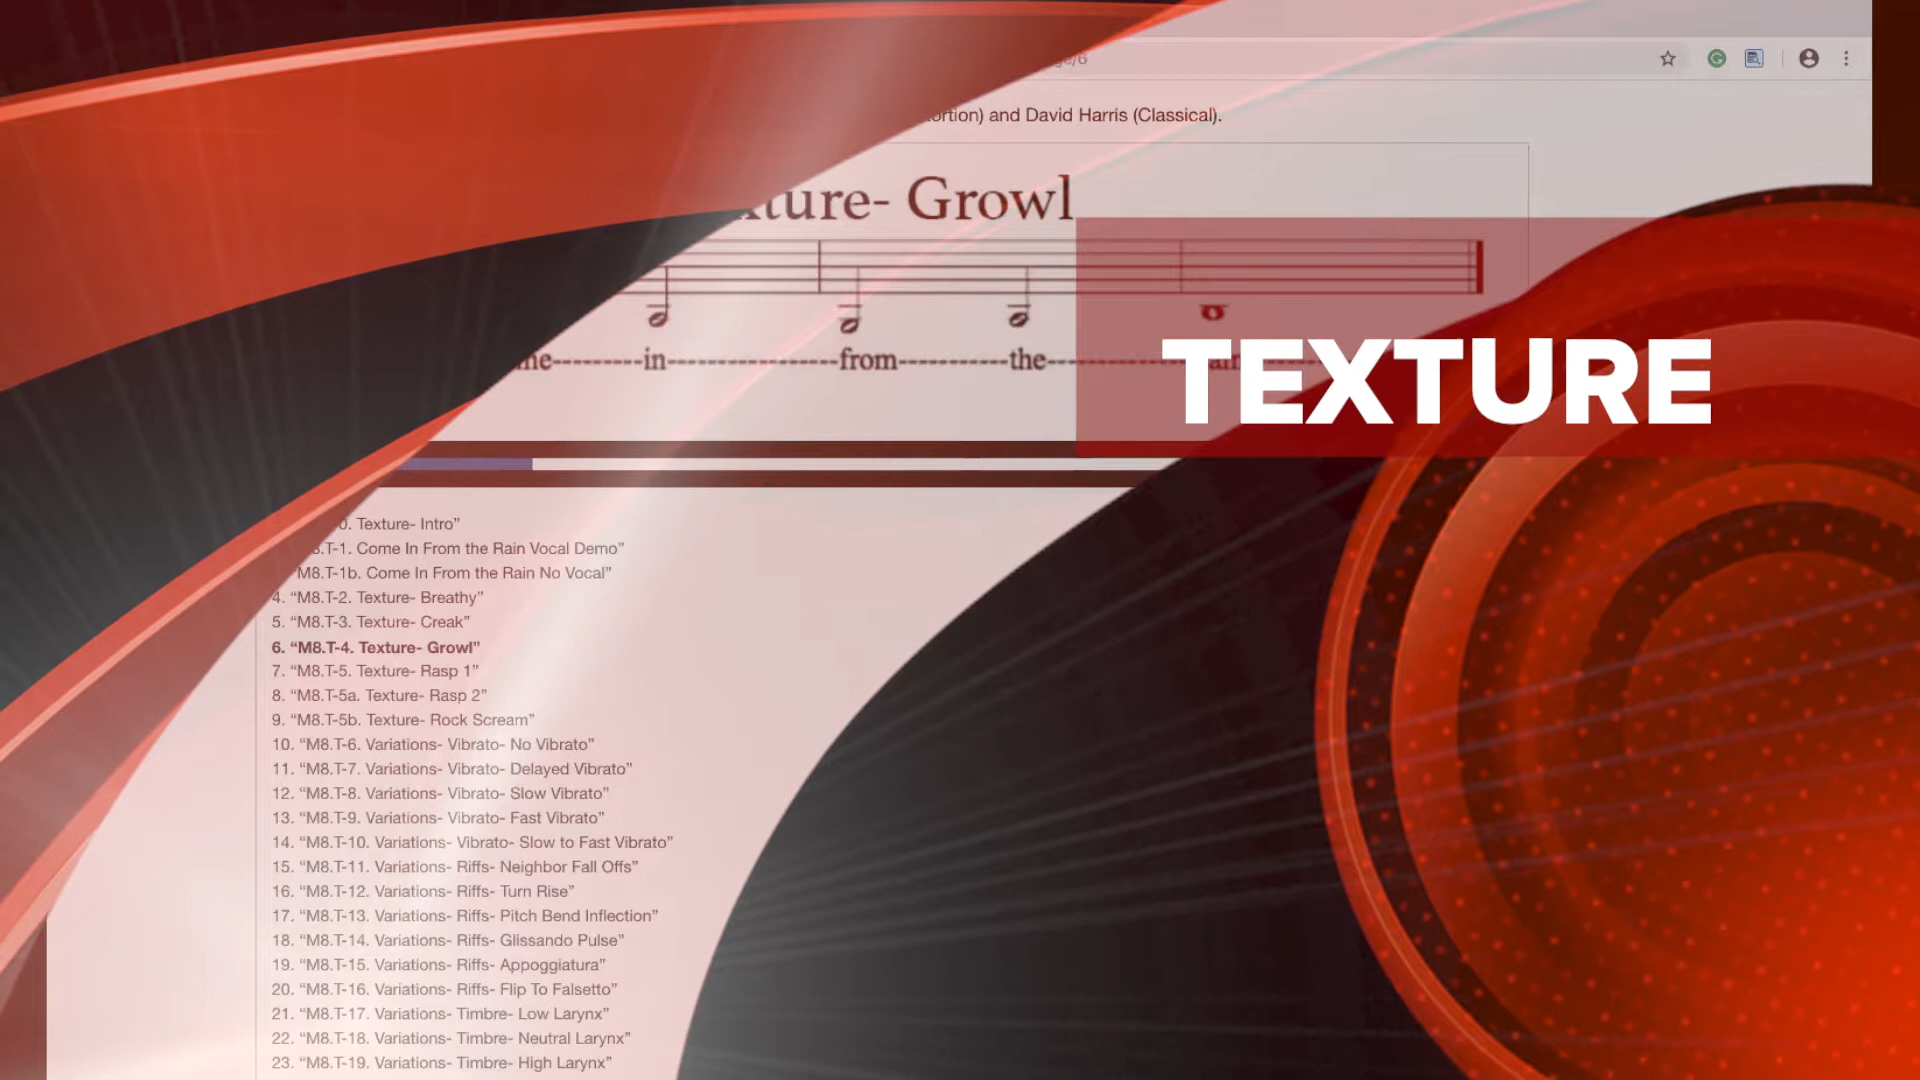 /6
and David Harris (Classical).
Growl
in-----------------from-----------the
TEXTURE
0. Texture- Intro”
T-1. Come In From the Rain Vocal Demo”
“M8.T-1b. Come In From the Rain No Vocal”
4. “M8.T-2. Texture- Breathy”
5. “M8.T-3. Texture- Creak”
6. “M8.T-4. Texture- Growl”
7. “M8.T-5. Texture- Rasp 1”
8. “M8.T-5a. Texture- Rasp 2”
9. “M8.T-5b. Texture- Rock Scream”
10. “M8.T-6. Variations- Vibrato- No Vibrato”
11. “M8.T-7. Variations- Vibrato- Delayed Vibrato”
12. “M8.T-8. Variations- Vibrato- Slow Vibrato”
13. “M8.T-9. Variations- Vibrato- Fast Vibrato”
14. “M8.T-10. Variations- Vibrato- Slow to Fast Vibrato”
15. “M8.T-11. Variations- Riffs- Neighbor Fall Offs”
16. “M8.T-12. Variations- Riffs- Turn Rise”
17. “M8.T-13. Variations- Riffs- Pitch Bend Inflection”
18. “M8.T-14. Variations- Riffs- Glissando Pulse”
19. “M8.T-15. Variations- Riffs- Appoggiatura”
20. “M8.T-16. Variations- Riffs- Flip To Falsetto”
21. “M8.T-17. Variations- Timbre- Low Larynx”
22. “M8.T-18. Variations- Timbre- Neutral Larynx”
23. “M8.T-19. Variations- Timbre- High Larynx”